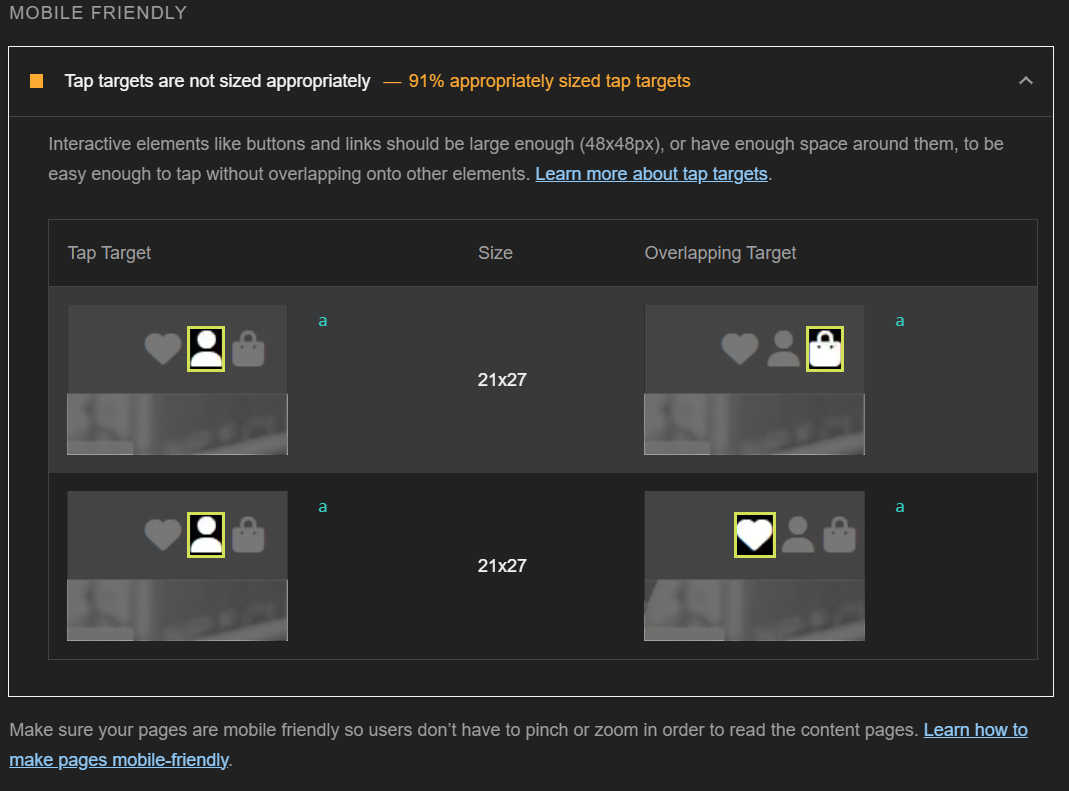 MOBILE FRIENDLY
Tap targets are not sized appropriately — 91% appropriately sized tap targets
Interactive elements like buttons and links should be large enough (48x48px), or have enough space around them, to be
easy enough to tap without overlapping onto other elements. Learn more about tap targets.
Tap Target Size Overlapping Target
a a
21x27
a a
21x27
Make sure your pages are mobile friendly so users don’t have to pinch or zoom in order to read the content pages. Learn how to
make pages mobile-friendly.